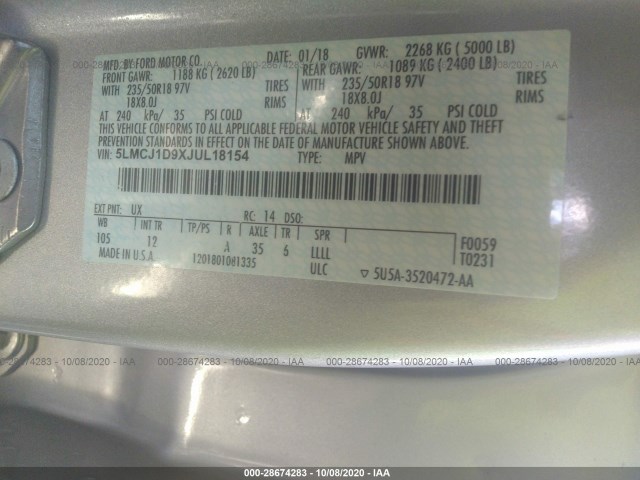 MFD. BY: FORD MOTOR CO. DATE: 01/18 GVWR: 2268 KG ( 5000 LB)
FRONT GAWR: 1188 KG ( 2620 LB) REAR GAWR: 1089 KG ( 2400 LB)
WITH 235/50R18 97V TIRES WITH 235/50R18 97V TIRES
18X8.0J RIMS 18X8.0J RIMS
AT 240 kPa/ 35 PSI COLD AT 240 kPa/ 35 PSI COLD
THIS VEHICLE CONFORMS TO ALL APPLICABLE FEDERAL MOTOR VEHICLE SAFETY AND THEFT
PREVENTION STANDARDS IN EFFECT ON THE DATE OF MANUFACTURE SHOWN ABOVE.
VIN: 5LMCJ1D9XJUL18154 TYPE: MPV
EXT PNT: UX RC: 14 DSO:
WB INT TR TP/PS R AXLE TR SPR F0059
105 12 A 35 6 LLLL T0231
MADE IN U.S.A. ULC ▽ 5U5A-3520472-AA
000-28674283 - 10/08/2020 - IAA 000-28674283 - 10/08/2020 - IAA
000-28674283 - 10/08/2020 - IAA